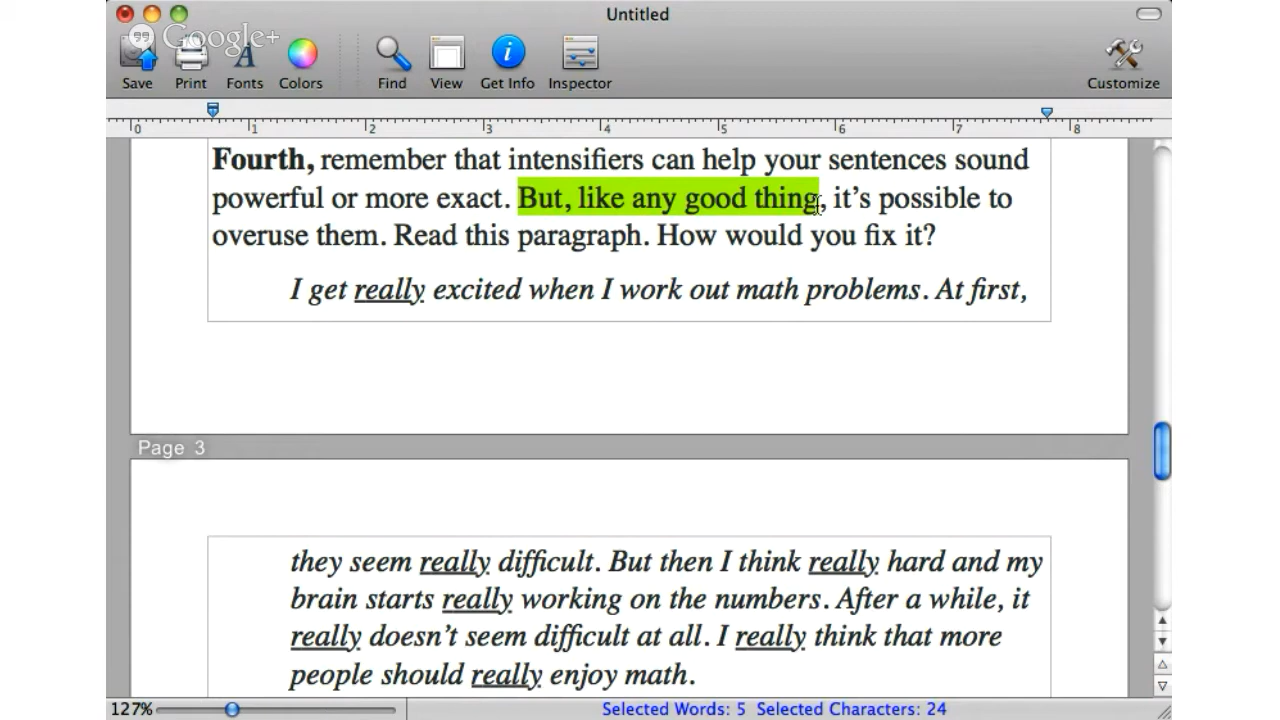 Untitled
Google+
Save Print Fonts Colors Find View Get Info Inspector Customize
0 1 2 3 4 5 6 7 8
Fourth, remember that intensifiers can help your sentences sound
powerful or more exact. But, like any good thing, it’s possible to
overuse them. Read this paragraph. How would you fix it?
I get really excited when I work out math problems. At first,
Page 3
they seem really difficult. But then I think really hard and my
brain starts really working on the numbers. After a while, it
really doesn’t seem difficult at all. I really think that more
people should really enjoy math.
127% Selected Words: 5 Selected Characters: 24